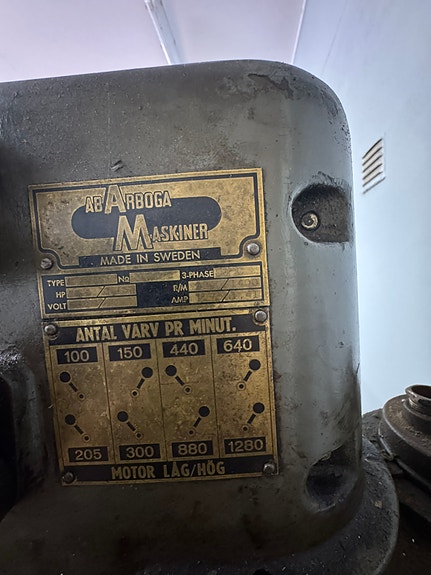 AB ARBOGA
MASKINER
MADE IN SWEDEN
TYPE No 3-PHASE
HP R/M
VOLT AMP
ANTAL VARV PR MINUT.
100 150 440 640
205 300 880 1280
MOTOR LÅG/HÖG